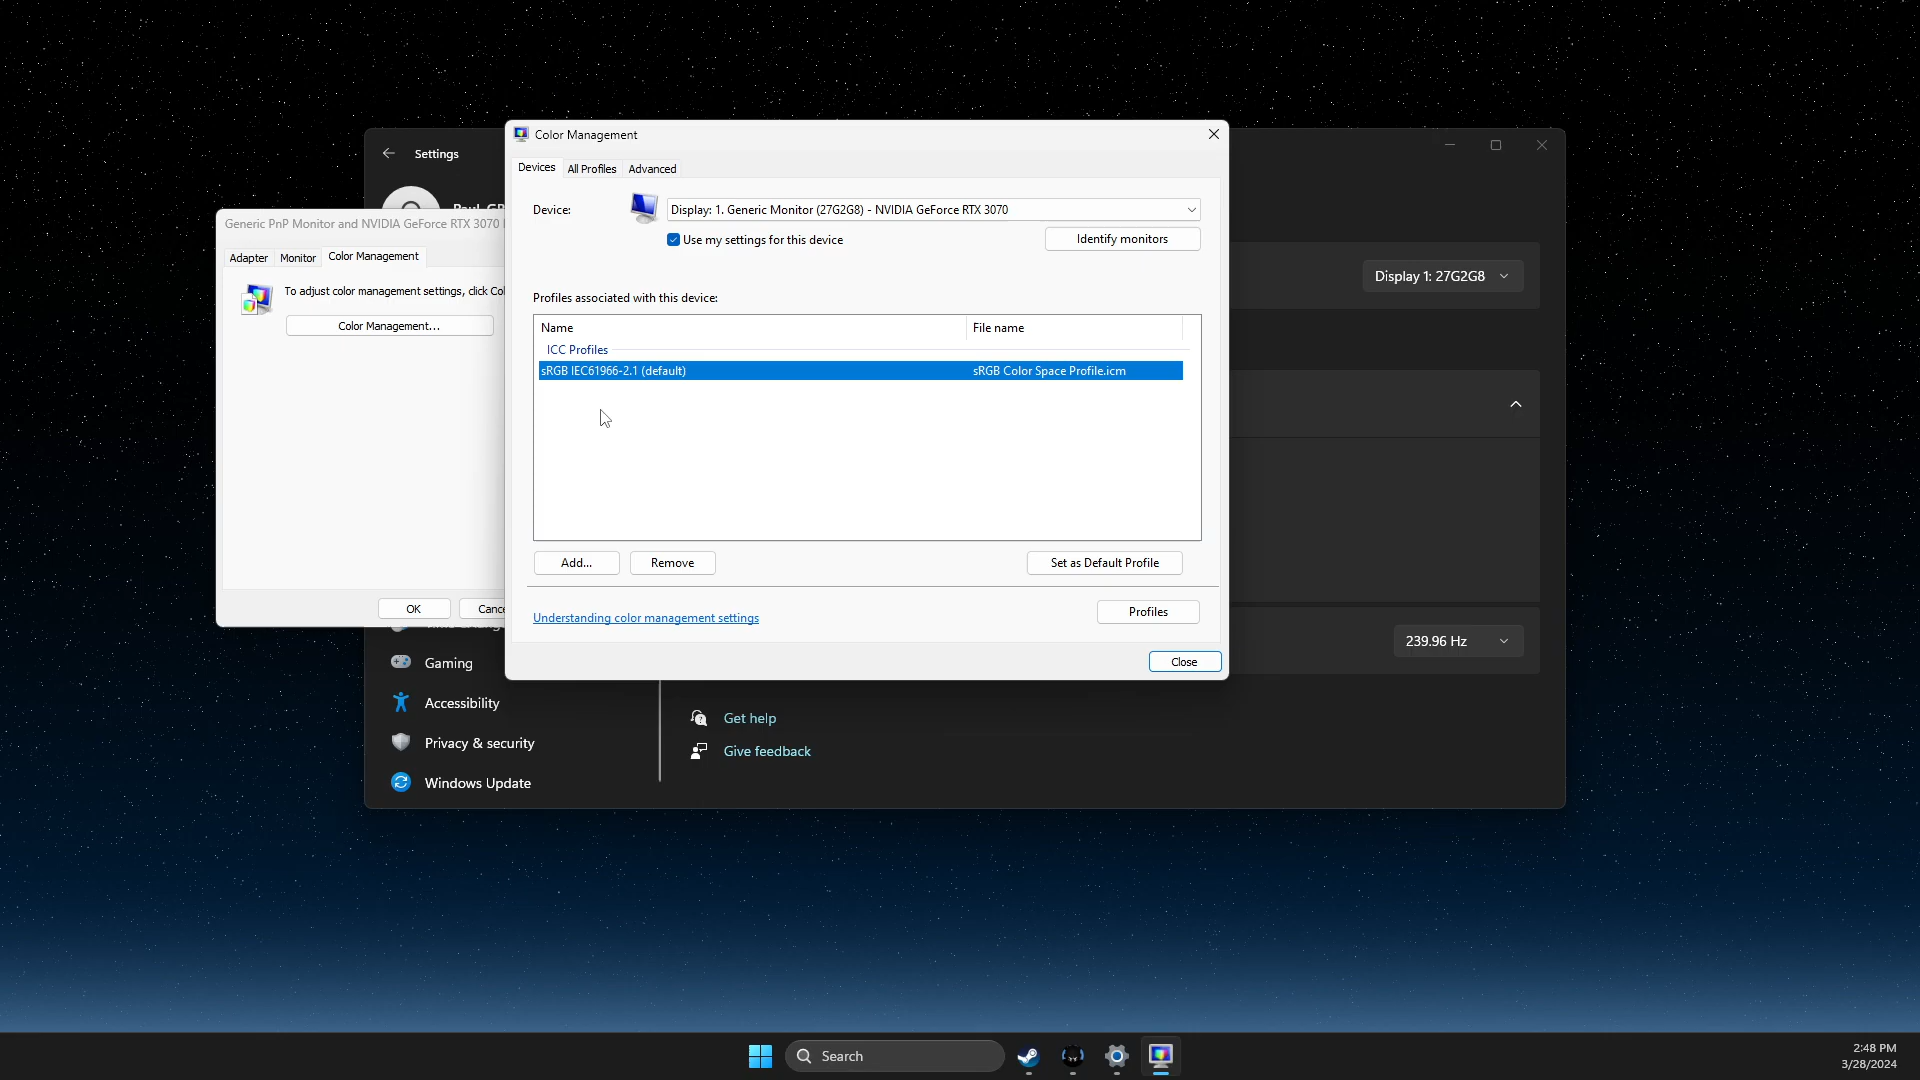 Color Management
Settings
Devices
All Profiles
Advanced
Device:
Display: 1. Generic Monitor (27G2G8) - NVIDIA GeForce RTX 3070
Use my settings for this device
Identify monitors
Generic PnP Monitor and NVIDIA GeForce RTX 3070
Adapter
Monitor
Color Management
To adjust color management settings, click
Color Management...
Display 1: 27G2G8
Profiles associated with this device:
Name
File name
ICC Profiles
sRGB IEC61966-2.1 (default)
sRGB Color Space Profile.icm
Add...
Remove
Set as Default Profile
OK
Understanding color management settings
Profiles
239.96 Hz
Close
Gaming
Accessibility
Privacy & security
Windows Update
Get help
Give feedback
Search
2:48 PM
3/28/2024